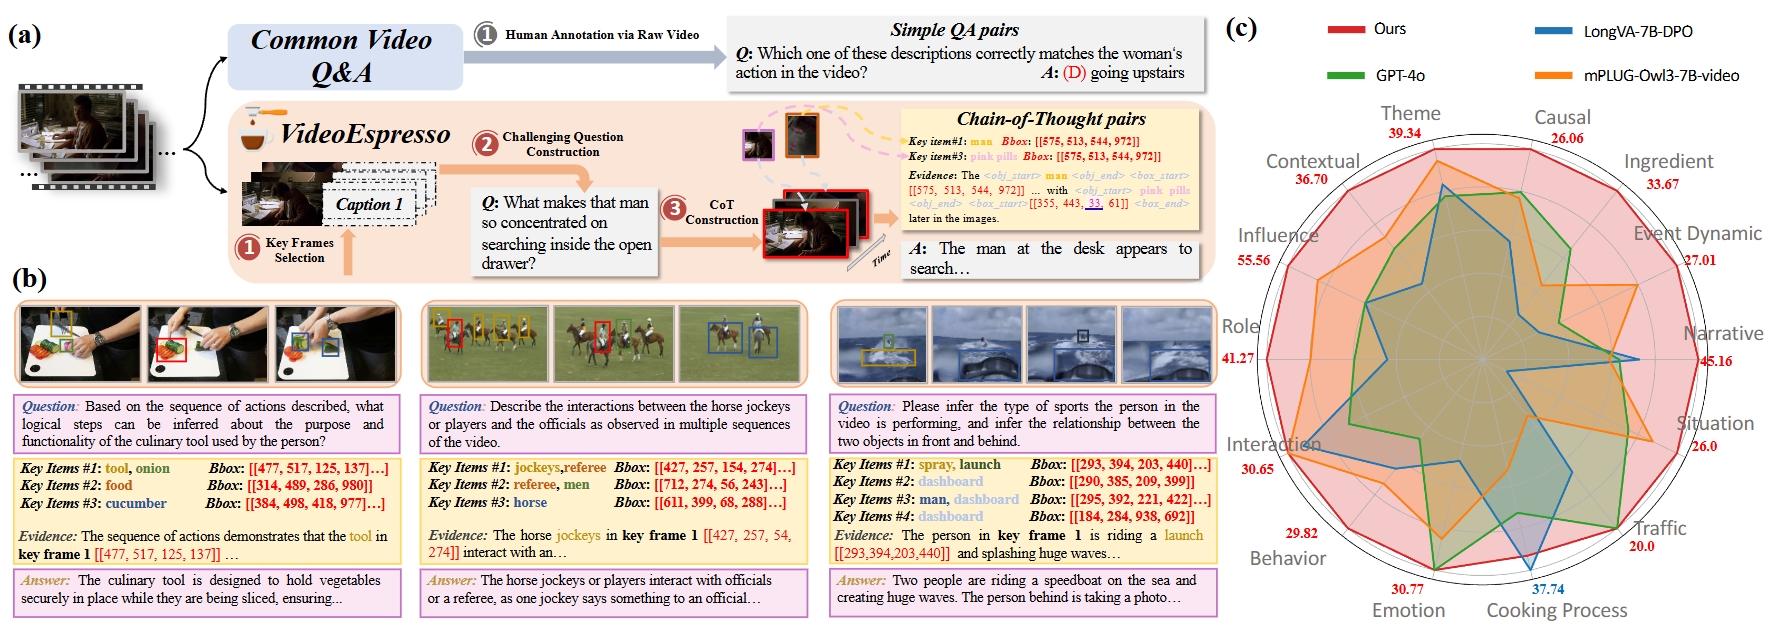 (a)
Common Video
Q&A
1
Human Annotation via Raw Video
Simple QA pairs
Q: Which one of these descriptions correctly matches the woman's
action in the video? A: (D) going upstairs
...
...
VideoEspresso
1
Key Frames
Selection
Caption 1
2
Challenging Question
Construction
Q: What makes that man
so concentrated on
searching inside the open
drawer?
3
CoT
Construction
Time
Chain-of-Thought pairs
Key item#1: man Bbox: [[575, 513, 544, 972]]
Key item#3: pink pills Bbox: [[575, 513, 544, 972]]
Evidence: The <obj_start> man <obj_end> <box_start>
[[575, 513, 544, 972]] ... with <obj_start> pink pills
<obj_end> <box_start>[[355, 443, 33, 61]] <box_end>
later in the images.
A: The man at the desk appears to
search…
(b)
Question: Based on the sequence of actions described, what
logical steps can be inferred about the purpose and
functionality of the culinary tool used by the person?
Key Items #1: tool, onion Bbox: [[477, 517, 125, 137]…]
Key Items #2: food Bbox: [[314, 489, 286, 980]]
Key Items #3: cucumber Bbox: [[384, 498, 418, 977]…]
Evidence: The sequence of actions demonstrates that the tool in
key frame 1 [[477, 517, 125, 137]] …
Answer: The culinary tool is designed to hold vegetables
securely in place while they are being sliced, ensuring...
Question: Describe the interactions between the horse jockeys
or players and the officials as observed in multiple sequences
of the video.
Key Items #1: jockeys,referee Bbox: [[427, 257, 154, 274]…]
Key Items #2: referee, men Bbox: [[712, 274, 56, 243]…]
Key Items #3: horse Bbox: [[611, 399, 68, 288]…]
Evidence: The horse jockeys in key frame 1 [[427, 257, 54,
274]] interact with an…
Answer: The horse jockeys or players interact with officials
or a referee, as one jockey says something to an official…
Question: Please infer the type of sports the person in the
video is performing, and infer the relationship between the
two objects in front and behind.
Key Items #1: spray, launch Bbox: [[293, 394, 203, 440]…]
Key Items #2: dashboard Bbox: [[290, 385, 209, 399]]
Key Items #3: man, dashboard Bbox: [[295, 392, 221, 422]…]
Key Items #4: dashboard Bbox: [[184, 284, 938, 692]]
Evidence: The person in key frame 1 is riding a launch
[[293,394,203,440]] and splashing huge waves…
Answer: Two people are riding a speedboat on the sea and
creating huge waves. The person behind is taking a photo…
(c)
Ours
LongVA-7B-DPO
GPT-4o
mPLUG-Owl3-7B-video
Theme
39.34
Causal
26.06
Contextual
36.70
Ingredient
33.67
Influence
55.56
Event Dynamic
27.01
Role
41.27
Narrative
45.16
Interaction
30.65
Situation
26.0
Behavior
29.82
Traffic
20.0
Emotion
30.77
Cooking Process
37.74